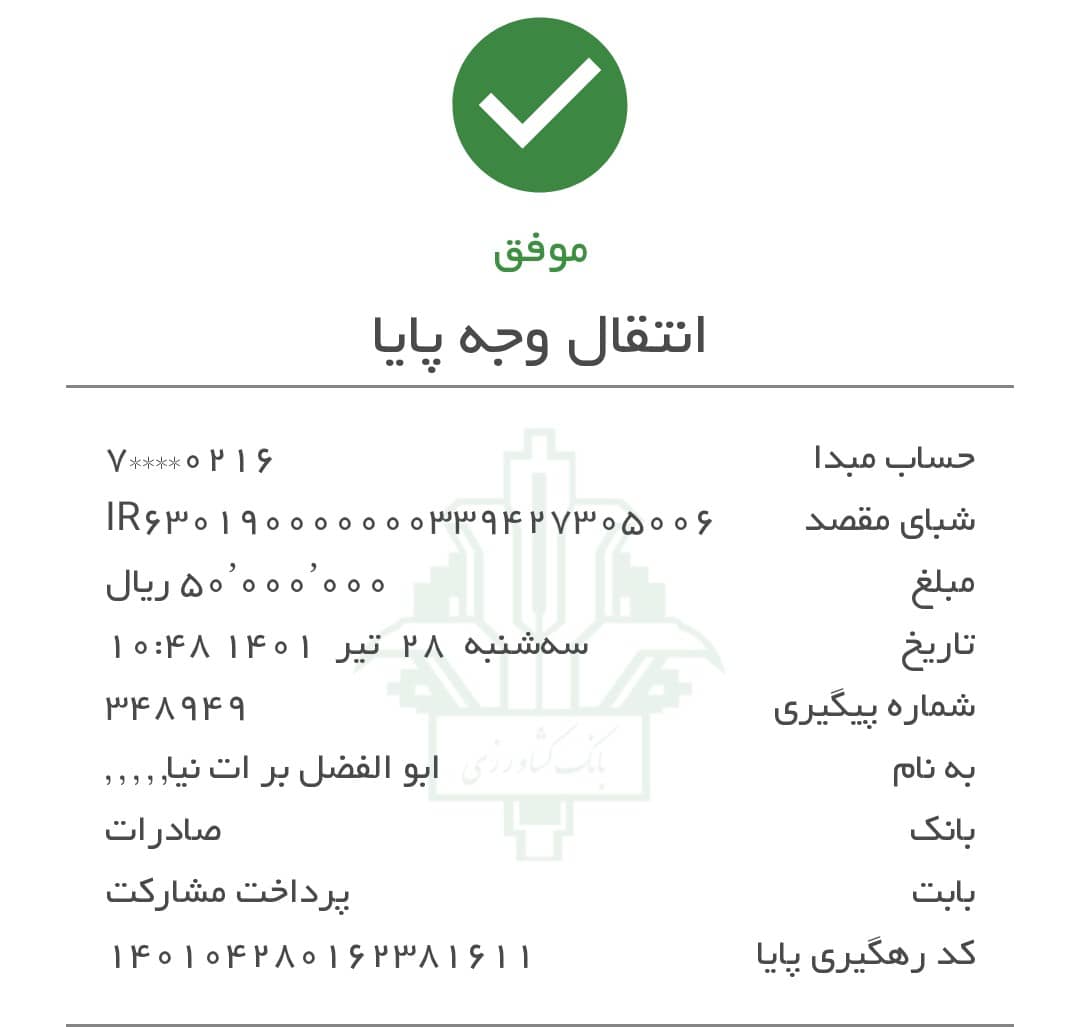 موفق
انتقال وجه پایا
حساب مبدا ۷****۰۲۱۶
شبای مقصد IR۶۳۰۱۹۰۰۰۰۰۰۰۳۳۹۴۲۷۳۰۵۰۰۶
مبلغ ۵۰٬۰۰۰٬۰۰۰ ریال
تاریخ سه‌شنبه ۲۸ تیر ۱۴۰۱ ۱۰:۴۸
شماره پیگیری ۳۴۸۹۴۹
به نام ابو الفضل بر ات نیا,,,,,
بانک کشاورزی
بانک صادرات
بابت پرداخت مشارکت
کد رهگیری پایا ۱۴۰۱۰۴۲۸۰۱۶۲۳۸۱۶۱۱